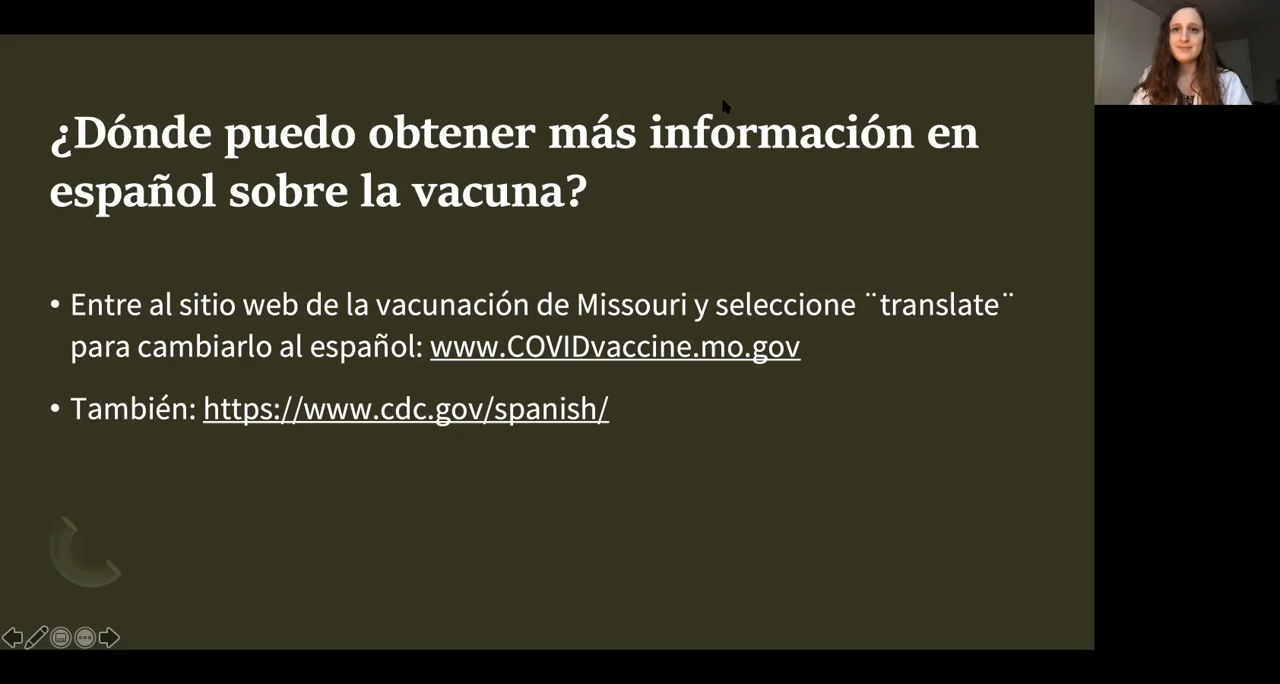 ¿Dónde puedo obtener más información en
español sobre la vacuna?
• Entre al sitio web de la vacunación de Missouri y seleccione ¨translate¨
para cambiarlo al español: www.COVIDvaccine.mo.gov
• También: https://www.cdc.gov/spanish/